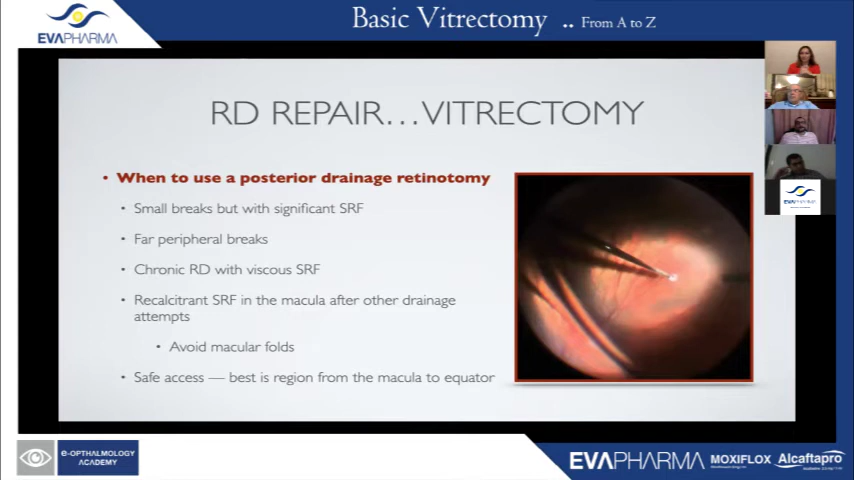 Basic Vitrectomy .. From A to Z
EVAPHARMA
RD REPAIR...VITRECTOMY
• When to use a posterior drainage retinotomy
• Small breaks but with significant SRF
• Far peripheral breaks
• Chronic RD with viscous SRF
• Recalcitrant SRF in the macula after other drainage
attempts
• Avoid macular folds
• Safe access — best is region from the macula to equator
EVAPHARMA
e-OPTHALMOLOGY
ACADEMY
EVAPHARMA MOXIFLOX Alcaftapro